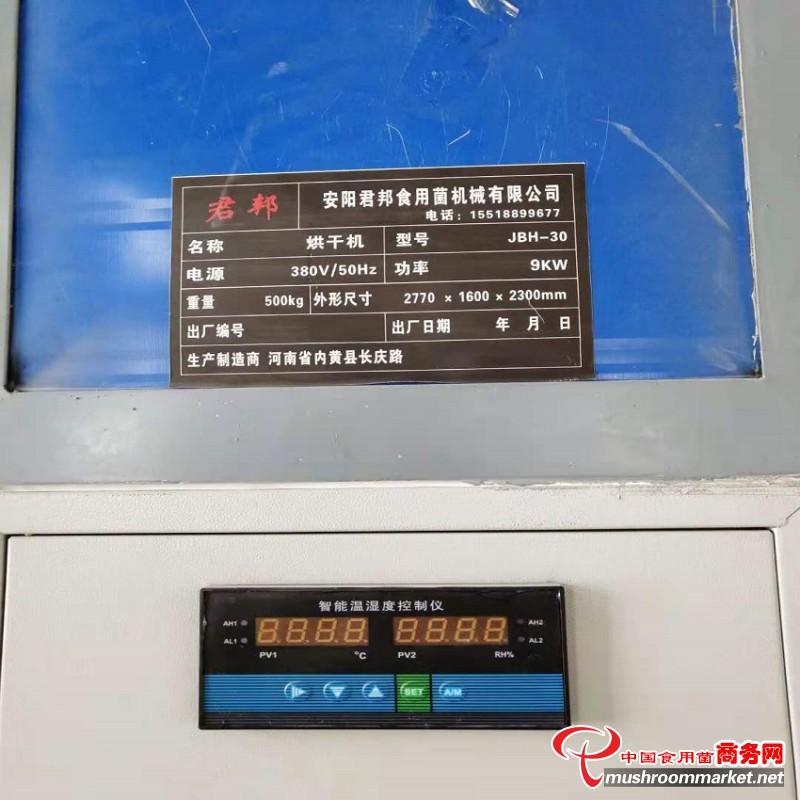 君邦 安阳君邦食用菌机械有限公司
电话：15518899677
名称 烘干机 型号 JBH-30
电源 380V/50Hz 功率 9KW
重量 500kg 外形尺寸 2770 × 1600 × 2300mm
出厂编号 出厂日期 年 月 日
生产制造商 河南省内黄县长庆路
智能温湿度控制仪
AH1 8.8.8.8 8.8.8.8 AH2
AL1 AL2
PV1 °C PV2 RH%
SET A/M
中国食用菌商务网
mushroommarket.net